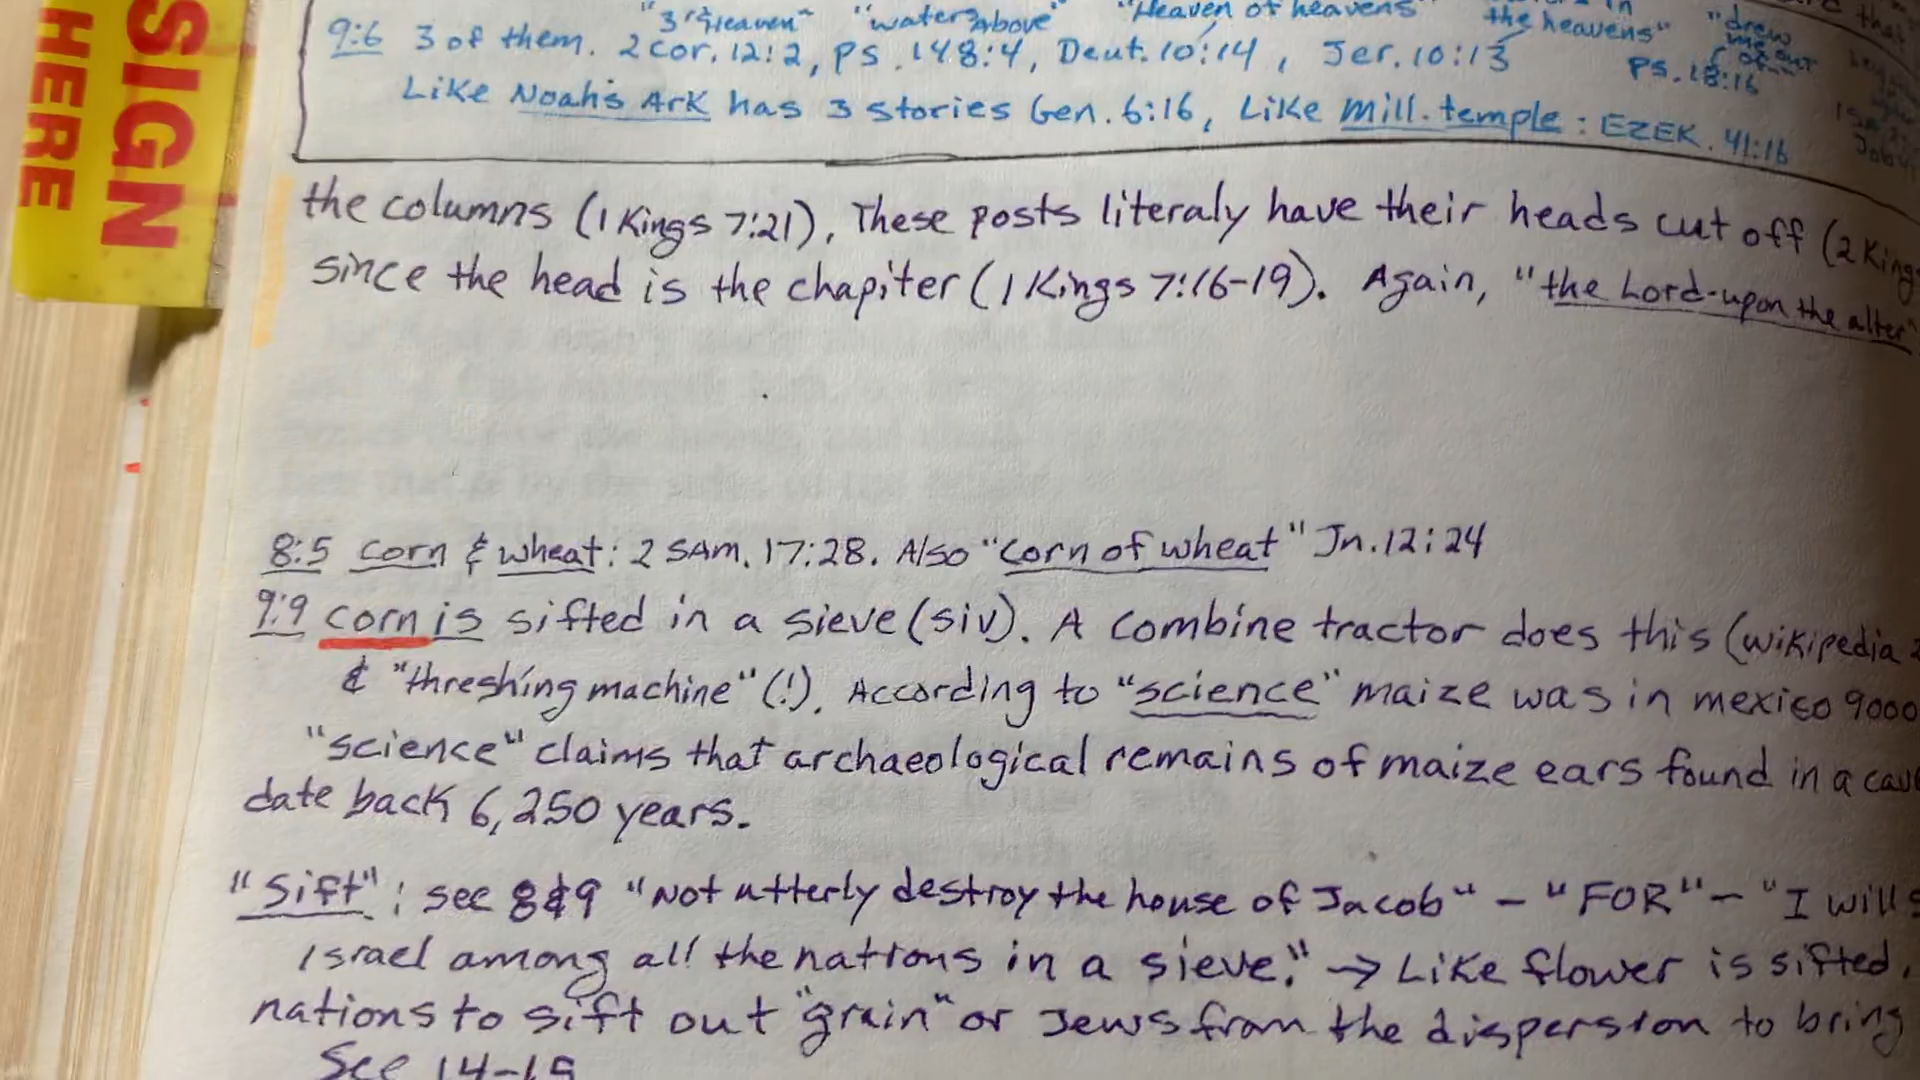 SIGN
HERE
"3rd Heaven" "waters above" "Heaven of heavens" the heavens" "drew me out of--"
9:6 3 of them. 2 Cor. 12:2, Ps. 148:4, Deut. 10:14, Jer. 10:13 Ps. 18:16
Like Noah's Ark has 3 stories Gen. 6:16, Like Mill. temple: EZEK. 41:16
the columns (1 Kings 7:21). These posts literaly have their heads cut off (2 Kings
since the head is the chapiter (1 Kings 7:16-19). Again, "the Lord-upon the alter"
8:5 corn & wheat: 2 SAM. 17:28. Also "corn of wheat" Jn. 12:24
9:9 corn is sifted in a sieve (siv). A combine tractor does this (wikipedia
& "threshing machine" (!). According to "science" maize was in mexico 9000
"science" claims that archaeological remains of maize ears found in a cave
date back 6,250 years.
"Sift": see 8&9 "Not utterly destroy the house of Jacob" - "FOR" - "I will
Israel among all the nations in a sieve." → Like flower is sifted.
nations to sift out "grain" or Jews from the dispersion to bring
See 14-15